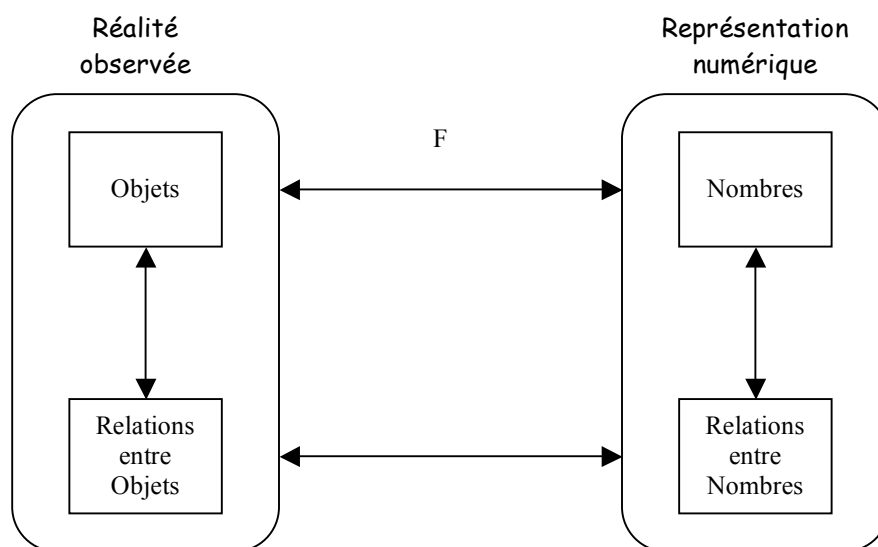 Réalité
observée
Représentation
numérique
F
Objets
Nombres
Relations
entre
Objets
Relations
entre
Nombres